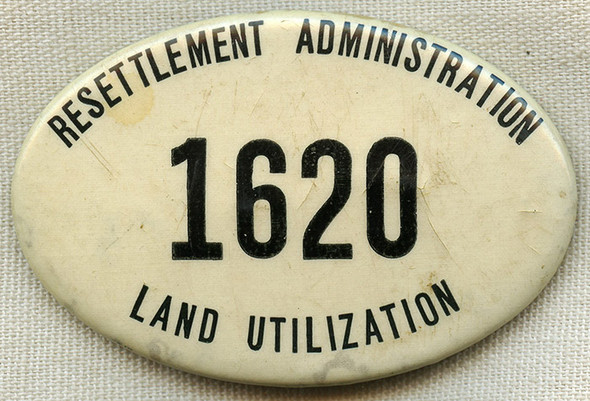 RESETTLEMENT ADMINISTRATION
1620
LAND UTILIZATION